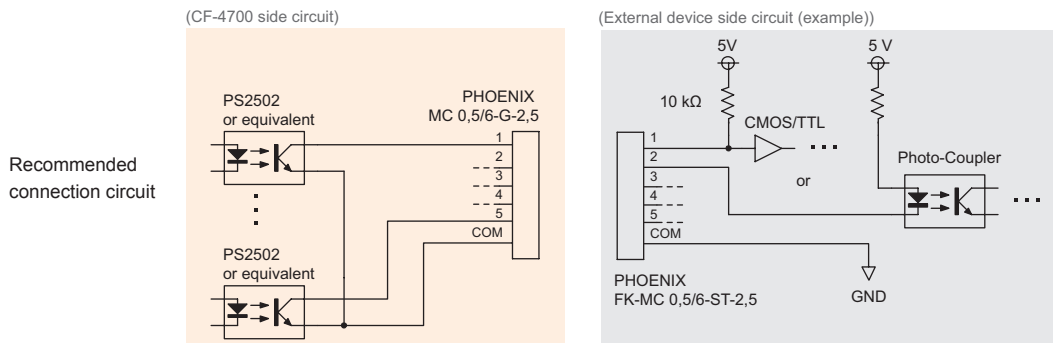 (CF-4700 side circuit)
(External device side circuit (example))
Recommended
connection circuit
PS2502
or equivalent
PHOENIX
MC 0,5/6-G-2,5
1
2
3
4
5
COM
PS2502
or equivalent
5V
5 V
10 kΩ
CMOS/TTL
or
Photo-Coupler
1
2
3
4
5
COM
PHOENIX
FK-MC 0,5/6-ST-2,5
GND